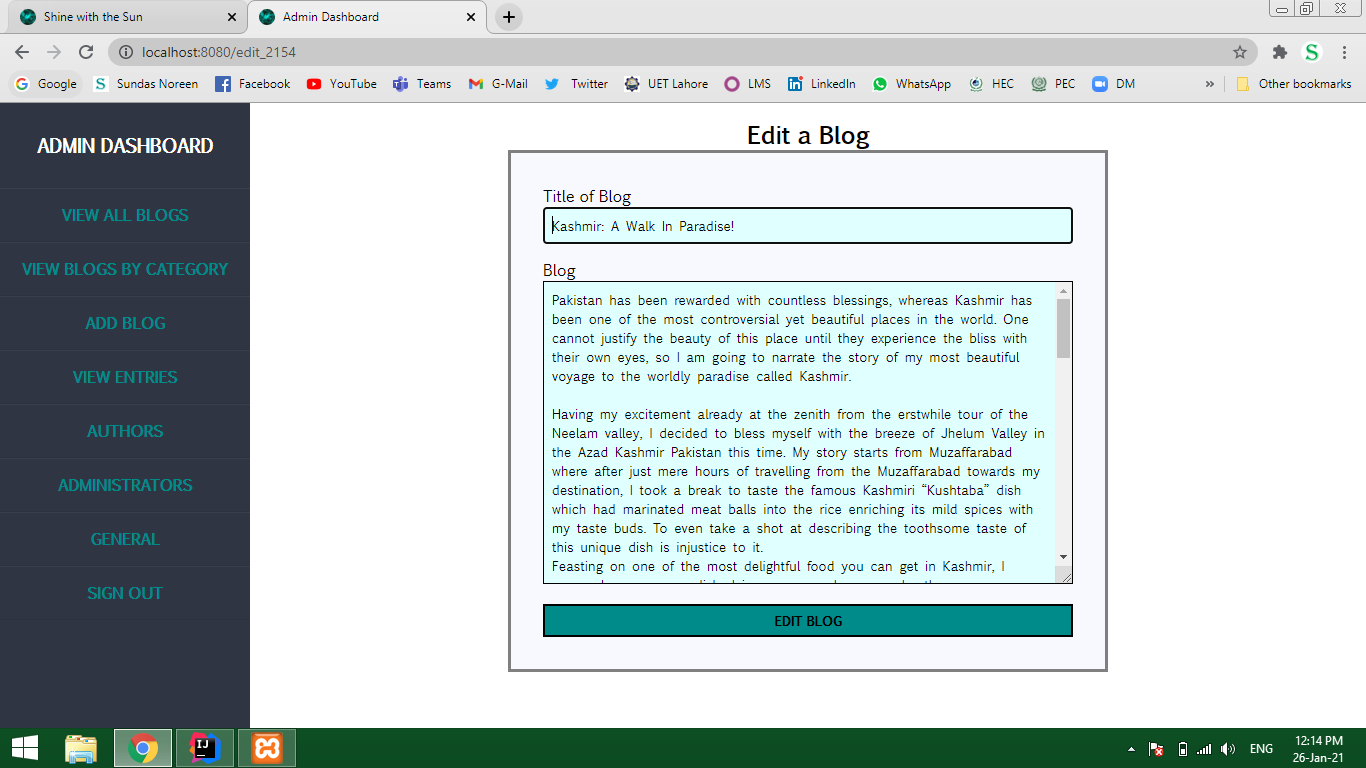 Shine with the Sun
Admin Dashboard
localhost:8080/edit_2154
Google
Sundas Noreen
Facebook
YouTube
Teams
G-Mail
Twitter
UET Lahore
LMS
LinkedIn
WhatsApp
HEC
PEC
DM
»
Other bookmarks
ADMIN DASHBOARD
VIEW ALL BLOGS
VIEW BLOGS BY CATEGORY
ADD BLOG
VIEW ENTRIES
AUTHORS
ADMINISTRATORS
GENERAL
SIGN OUT
Edit a Blog
Title of Blog
Kashmir: A Walk In Paradise!
Blog
Pakistan has been rewarded with countless blessings, whereas Kashmir has
been one of the most controversial yet beautiful places in the world. One
cannot justify the beauty of this place until they experience the bliss with
their own eyes, so I am going to narrate the story of my most beautiful
voyage to the worldly paradise called Kashmir.
Having my excitement already at the zenith from the erstwhile tour of the
Neelam valley, I decided to bless myself with the breeze of Jhelum Valley in
the Azad Kashmir Pakistan this time. My story starts from Muzaffarabad
where after just mere hours of travelling from the Muzaffarabad towards my
destination, I took a break to taste the famous Kashmiri “Kushtaba” dish
which had marinated meat balls into the rice enriching its mild spices with
my taste buds. To even take a shot at describing the toothsome taste of
this unique dish is injustice to it.
Feasting on one of the most delightful food you can get in Kashmir, I
EDIT BLOG
ENG
12:14 PM
26-Jan-21